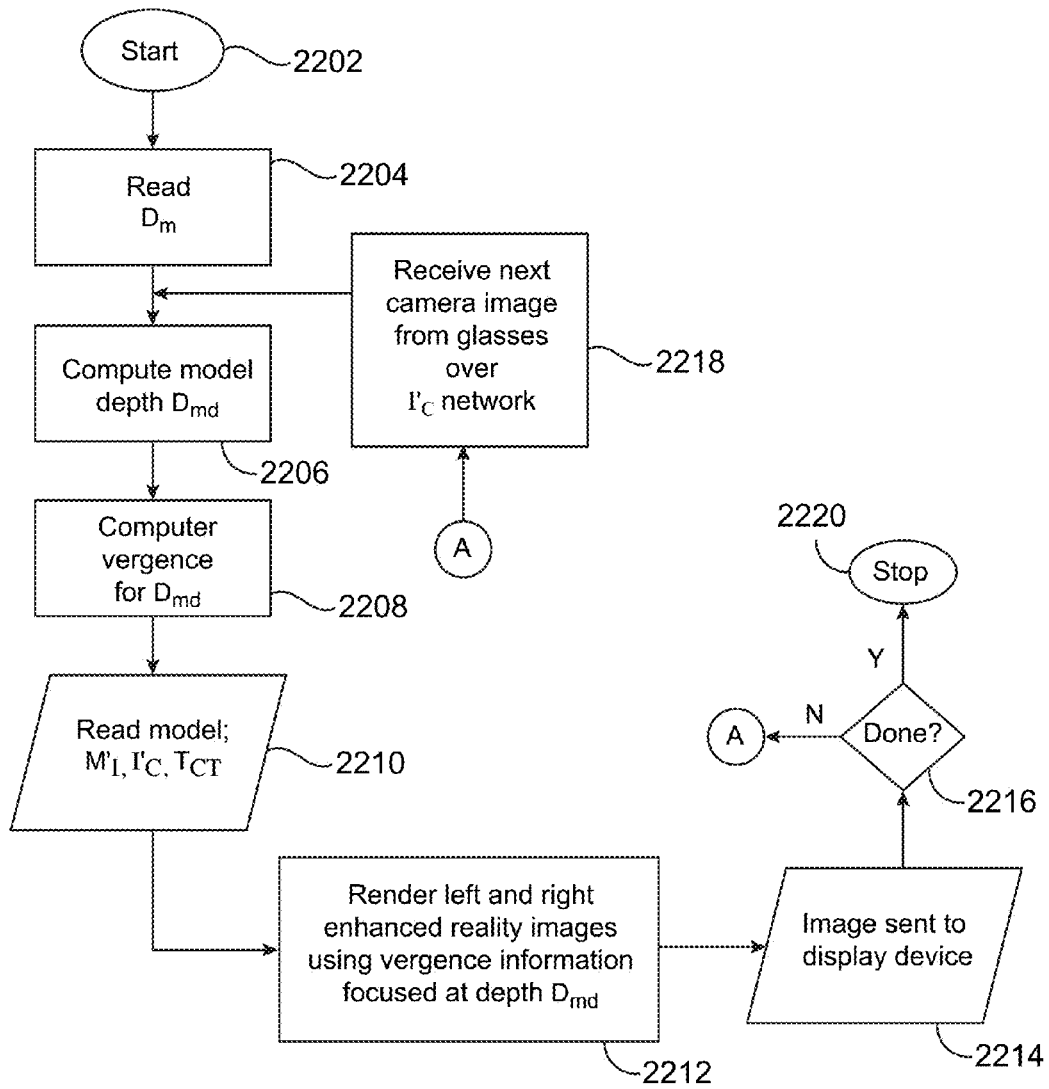 Start
2202
Read
Dm
2204
Receive next
camera image
from glasses
over
I'C network
2218
Compute model
depth Dmd
2206
Computer
vergence
for Dmd
2208
A
2220
Stop
Y
Read model;
M'I, I'C, TCT
2210
A
N
Done?
2216
Render left and right
enhanced reality images
using vergence information
focused at depth Dmd
2212
Image sent to
display device
2214